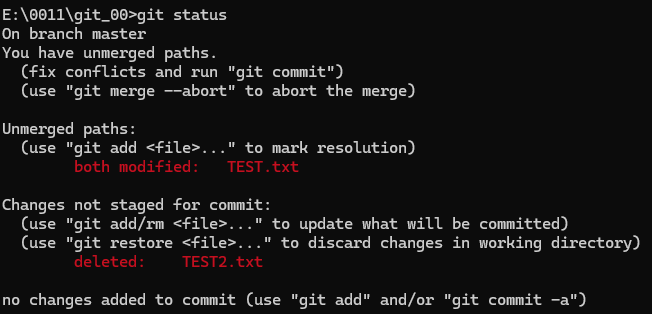 E:\0011\git_00>git status
On branch master
You have unmerged paths.
  (fix conflicts and run "git commit")
  (use "git merge --abort" to abort the merge)

Unmerged paths:
  (use "git add <file>..." to mark resolution)
        both modified:   TEST.txt

Changes not staged for commit:
  (use "git add/rm <file>..." to update what will be committed)
  (use "git restore <file>..." to discard changes in working directory)
        deleted:    TEST2.txt

no changes added to commit (use "git add" and/or "git commit -a")